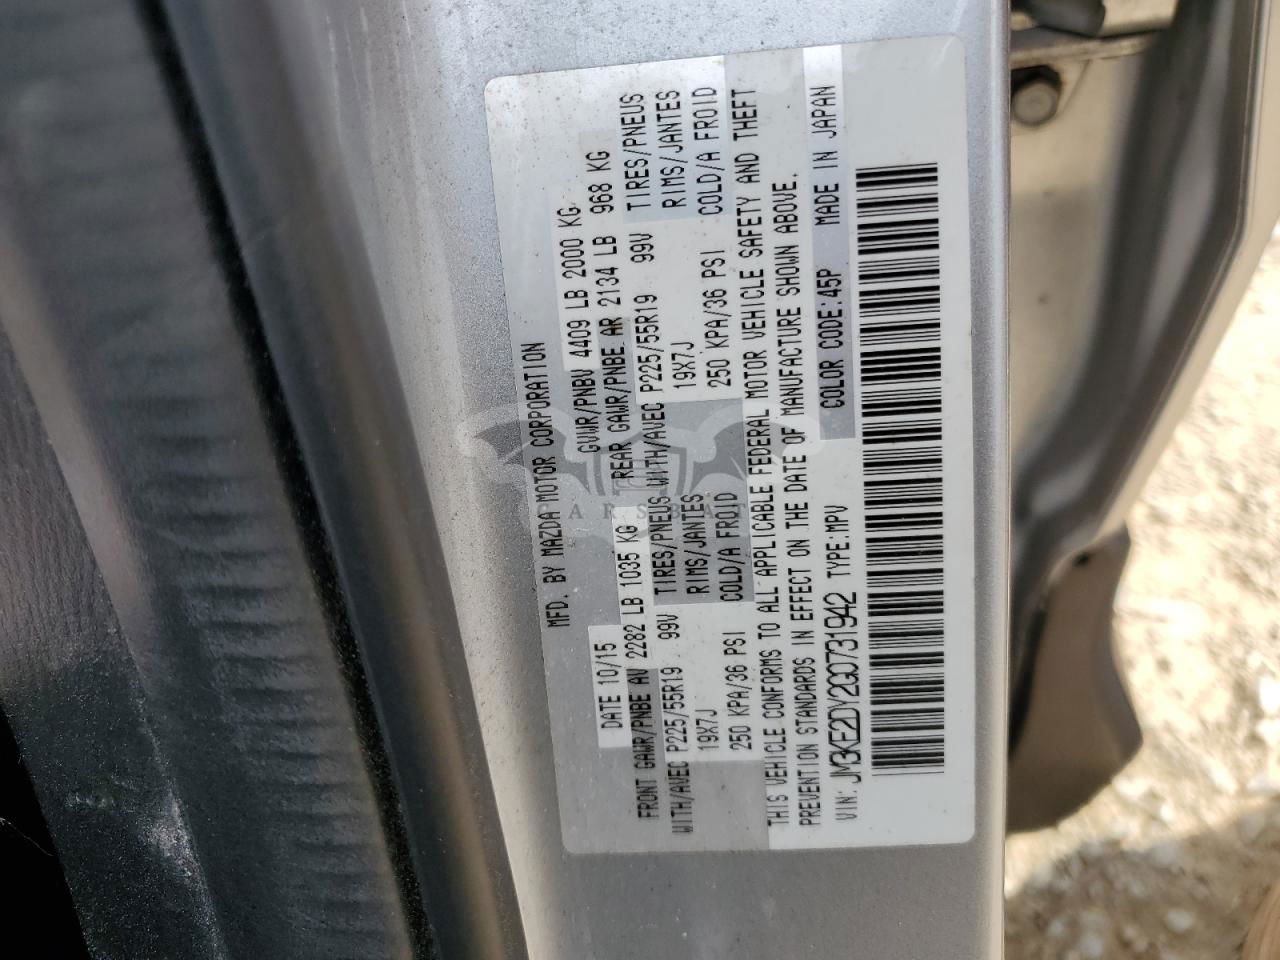 MFD. BY MAZDA MOTOR CORPORATION
DATE 10/15 GVWR/PNBV 4409 LB 2000 KG
FRONT GAWR/PNBE AV 2282 LB 1035 KG REAR GAWR/PNBE AR 2134 LB 968 KG
WITH/AVEC P225/55R19 99V TIRES/PNEUS WITH/AVEC P225/55R19 99V TIRES/PNEUS
19X7J RIMS/JANTES 19X7J RIMS/JANTES
250 KPA/36 PSI COLD/A FROID 250 KPA/36 PSI COLD/A FROID
THIS VEHICLE CONFORMS TO ALL APPLICABLE FEDERAL MOTOR VEHICLE SAFETY AND THEFT
PREVENTION STANDARDS IN EFFECT ON THE DATE OF MANUFACTURE SHOWN ABOVE.
VIN: JM3KE2DY2G0731942 TYPE:MPV COLOR CODE:45P MADE IN JAPAN
CARSBAT